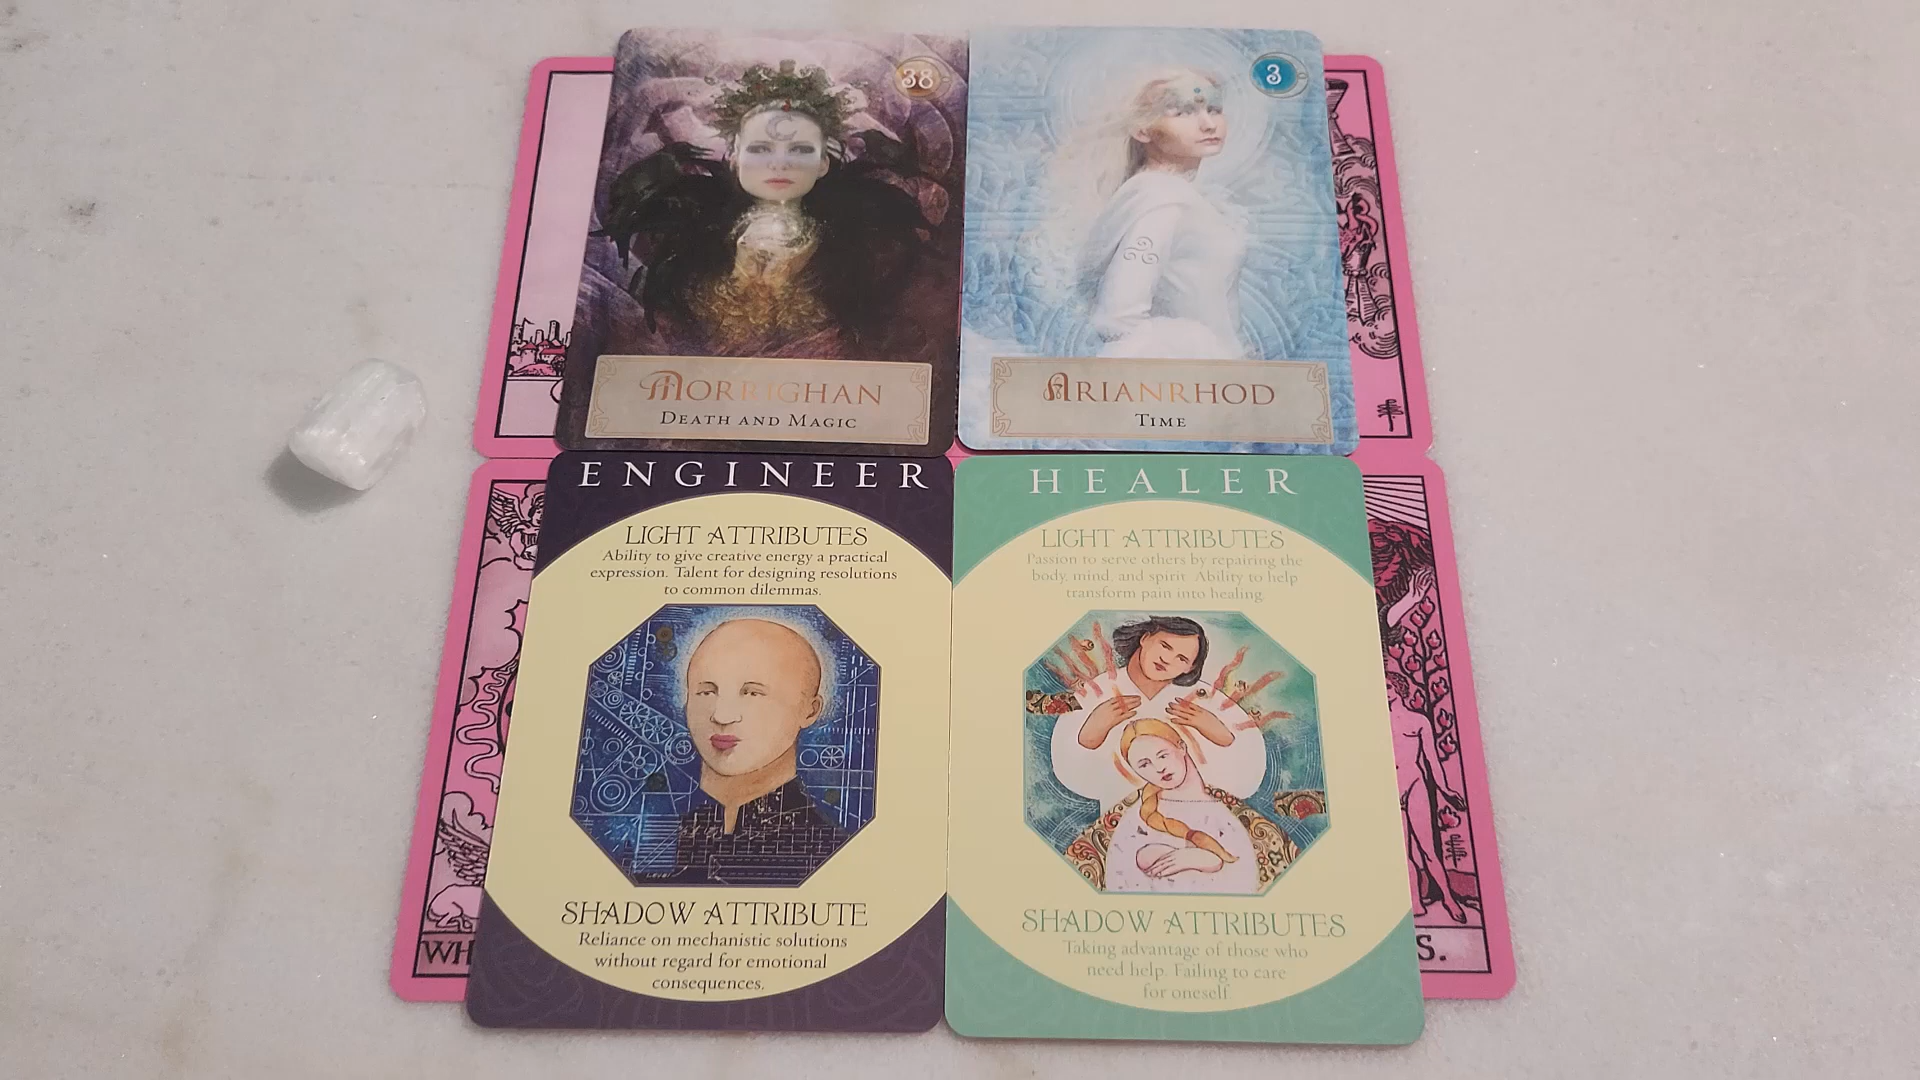 38
MORRIGHAN
DEATH AND MAGIC
3
ARIANRHOD
TIME
ENGINEER
LIGHT ATTRIBUTES
Ability to give creative energy a practical
expression. Talent for designing resolutions
to common dilemmas.
LEVEL
SHADOW ATTRIBUTE
Reliance on mechanistic solutions
without regard for emotional
consequences.
HEALER
LIGHT ATTRIBUTES
Passion to serve others by repairing the
body, mind, and spirit. Ability to help
transform pain into healing.
SHADOW ATTRIBUTES
Taking advantage of those who
need help. Failing to care
for oneself.
WH
S.